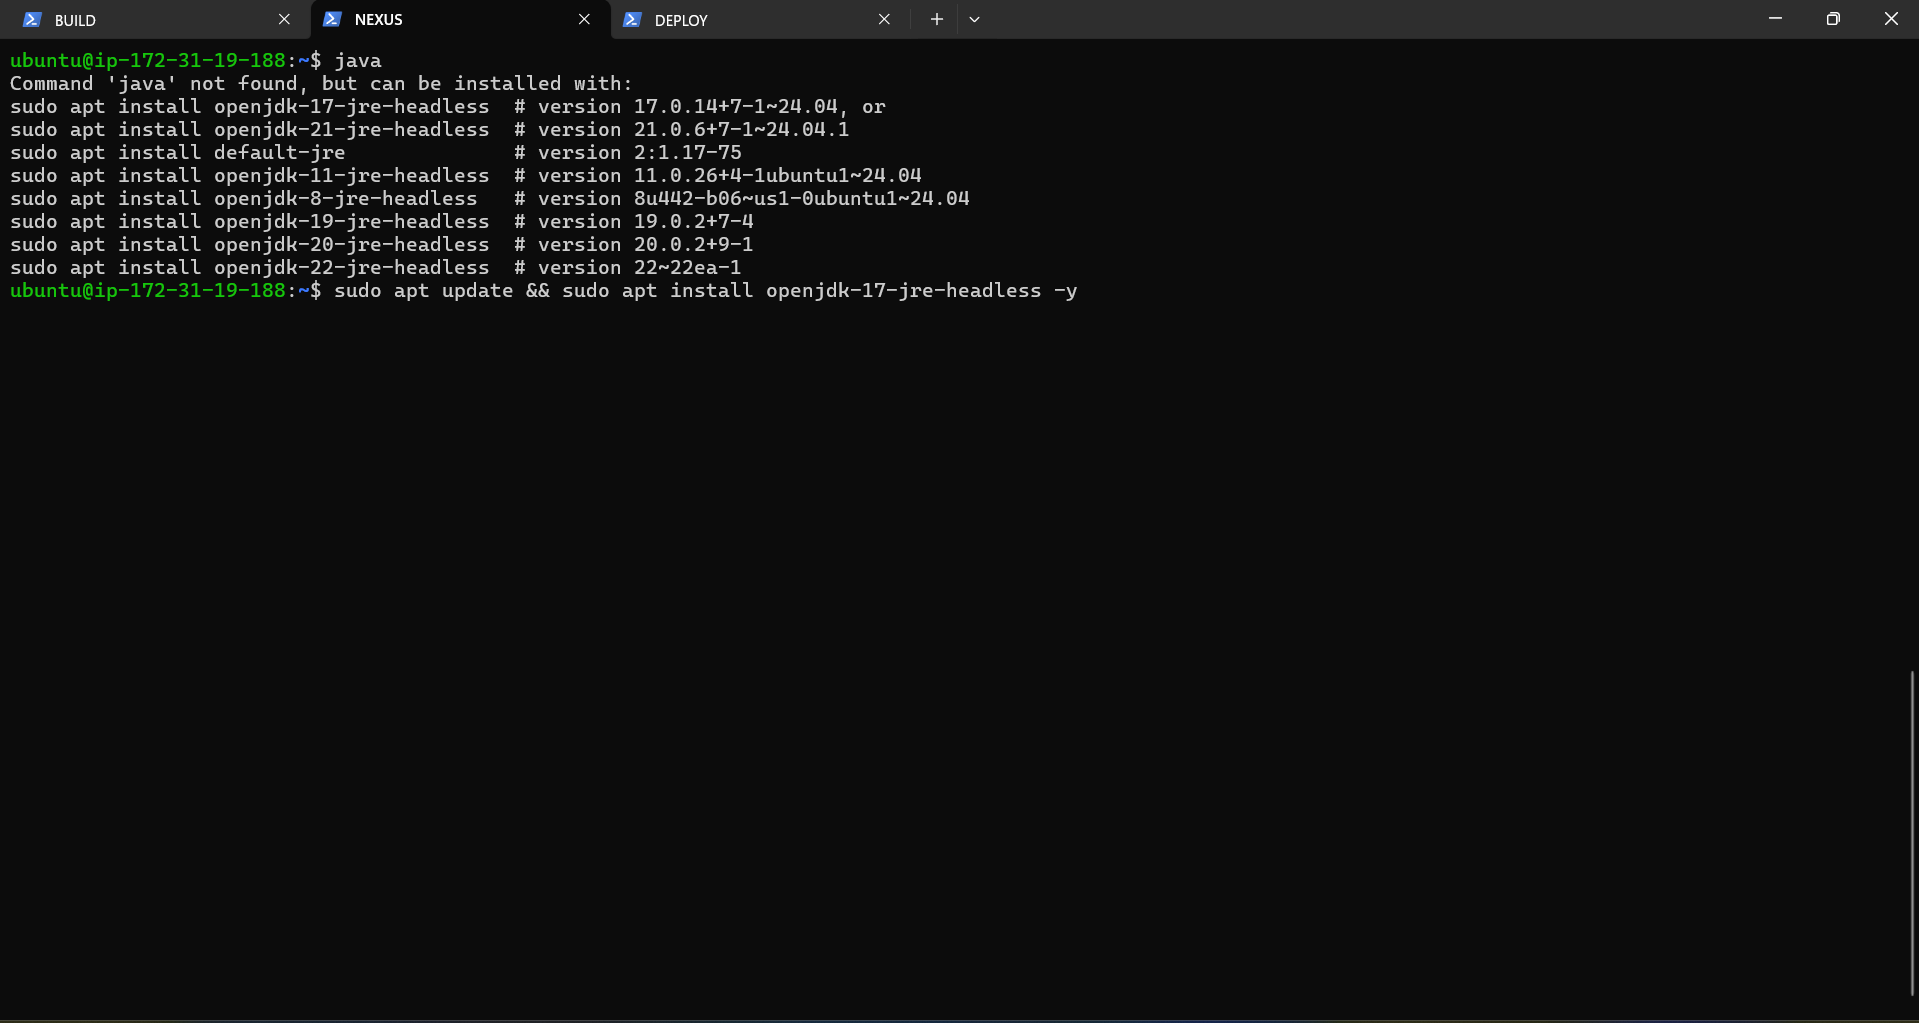 BUILD
NEXUS
DEPLOY
ubuntu@ip-172-31-19-188:~$ java
Command 'java' not found, but can be installed with:
sudo apt install openjdk-17-jre-headless  # version 17.0.14+7-1~24.04, or
sudo apt install openjdk-21-jre-headless  # version 21.0.6+7-1~24.04.1
sudo apt install default-jre              # version 2:1.17-75
sudo apt install openjdk-11-jre-headless  # version 11.0.26+4-1ubuntu1~24.04
sudo apt install openjdk-8-jre-headless   # version 8u442-b06~us1-0ubuntu1~24.04
sudo apt install openjdk-19-jre-headless  # version 19.0.2+7-4
sudo apt install openjdk-20-jre-headless  # version 20.0.2+9-1
sudo apt install openjdk-22-jre-headless  # version 22~22ea-1
ubuntu@ip-172-31-19-188:~$ sudo apt update && sudo apt install openjdk-17-jre-headless -y